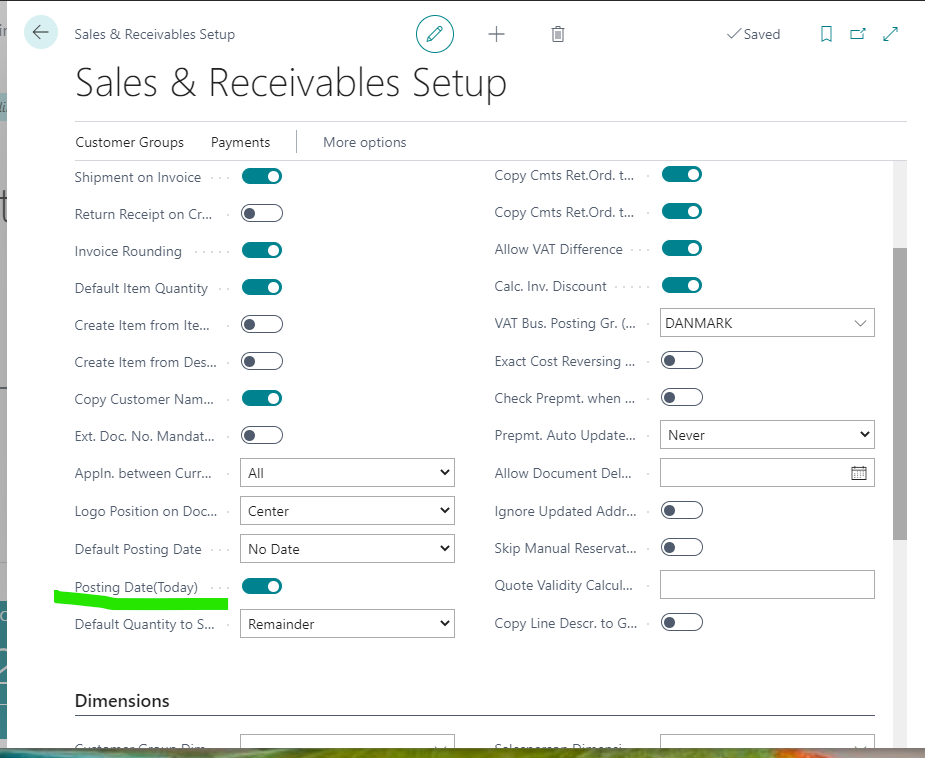 Sales & Receivables Setup
Saved
Sales & Receivables Setup
Customer Groups Payments More options
Shipment on Invoice
Return Receipt on Cr...
Invoice Rounding
Default Item Quantity
Create Item from Ite...
Create Item from Des...
Copy Customer Nam...
Ext. Doc. No. Mandat...
Appln. between Curr... All
Logo Position on Doc... Center
Default Posting Date No Date
Posting Date(Today)
Default Quantity to S... Remainder
Copy Cmts Ret.Ord. t...
Copy Cmts Ret.Ord. t...
Allow VAT Difference
Calc. Inv. Discount
VAT Bus. Posting Gr. (... DANMARK
Exact Cost Reversing ...
Check Prepmt. when ...
Prepmt. Auto Update... Never
Allow Document Del...
Ignore Updated Addr...
Skip Manual Reservat...
Quote Validity Calcul...
Copy Line Descr. to G...
Dimensions
Customer Group Dim...
Salesperson Dimensi...